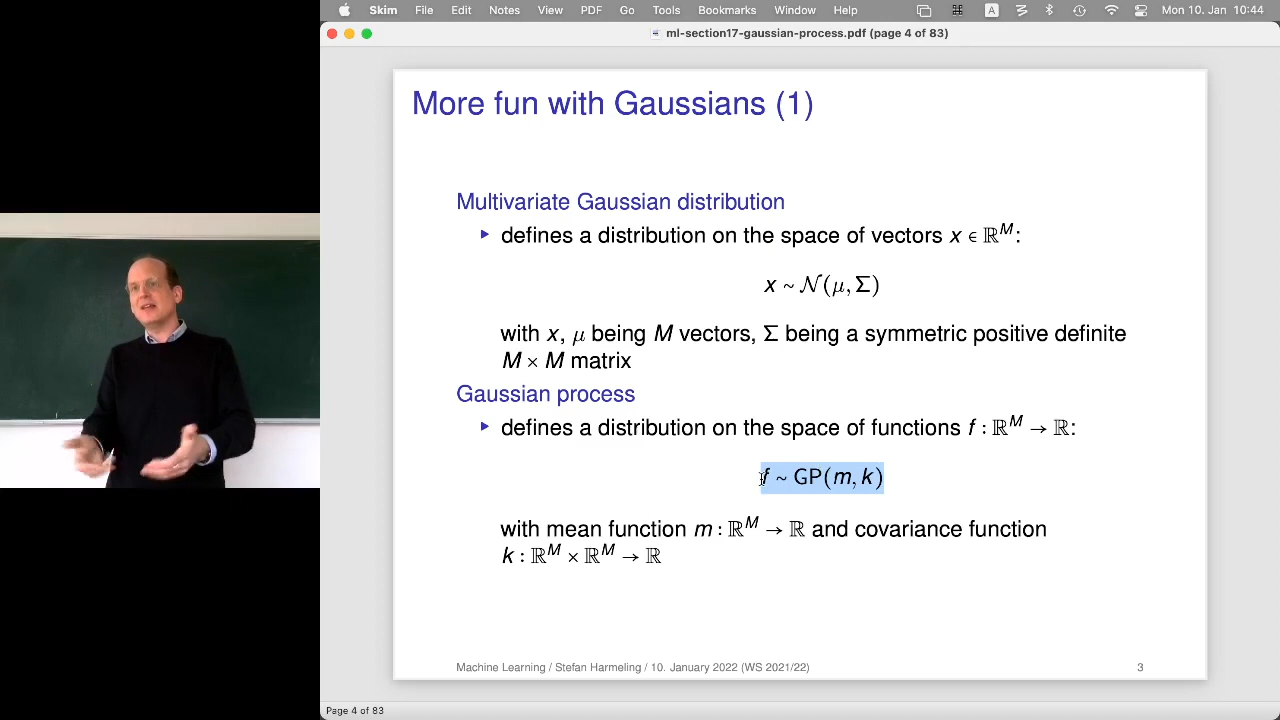 Skim File Edit Notes View PDF Go Tools Bookmarks Window Help A Mon 10. Jan 10:44
ml-section17-gaussian-process.pdf (page 4 of 83)
More fun with Gaussians (1)
Multivariate Gaussian distribution
▸ defines a distribution on the space of vectors x ∈ ℝ^M:
x ~ 𝒩(μ, Σ)
with x, μ being M vectors, Σ being a symmetric positive definite
M × M matrix
Gaussian process
▸ defines a distribution on the space of functions f : ℝ^M → ℝ:
f ~ GP(m, k)
with mean function m : ℝ^M → ℝ and covariance function
k : ℝ^M × ℝ^M → ℝ
Machine Learning / Stefan Harmeling / 10. January 2022 (WS 2021/22) 3
Page 4 of 83